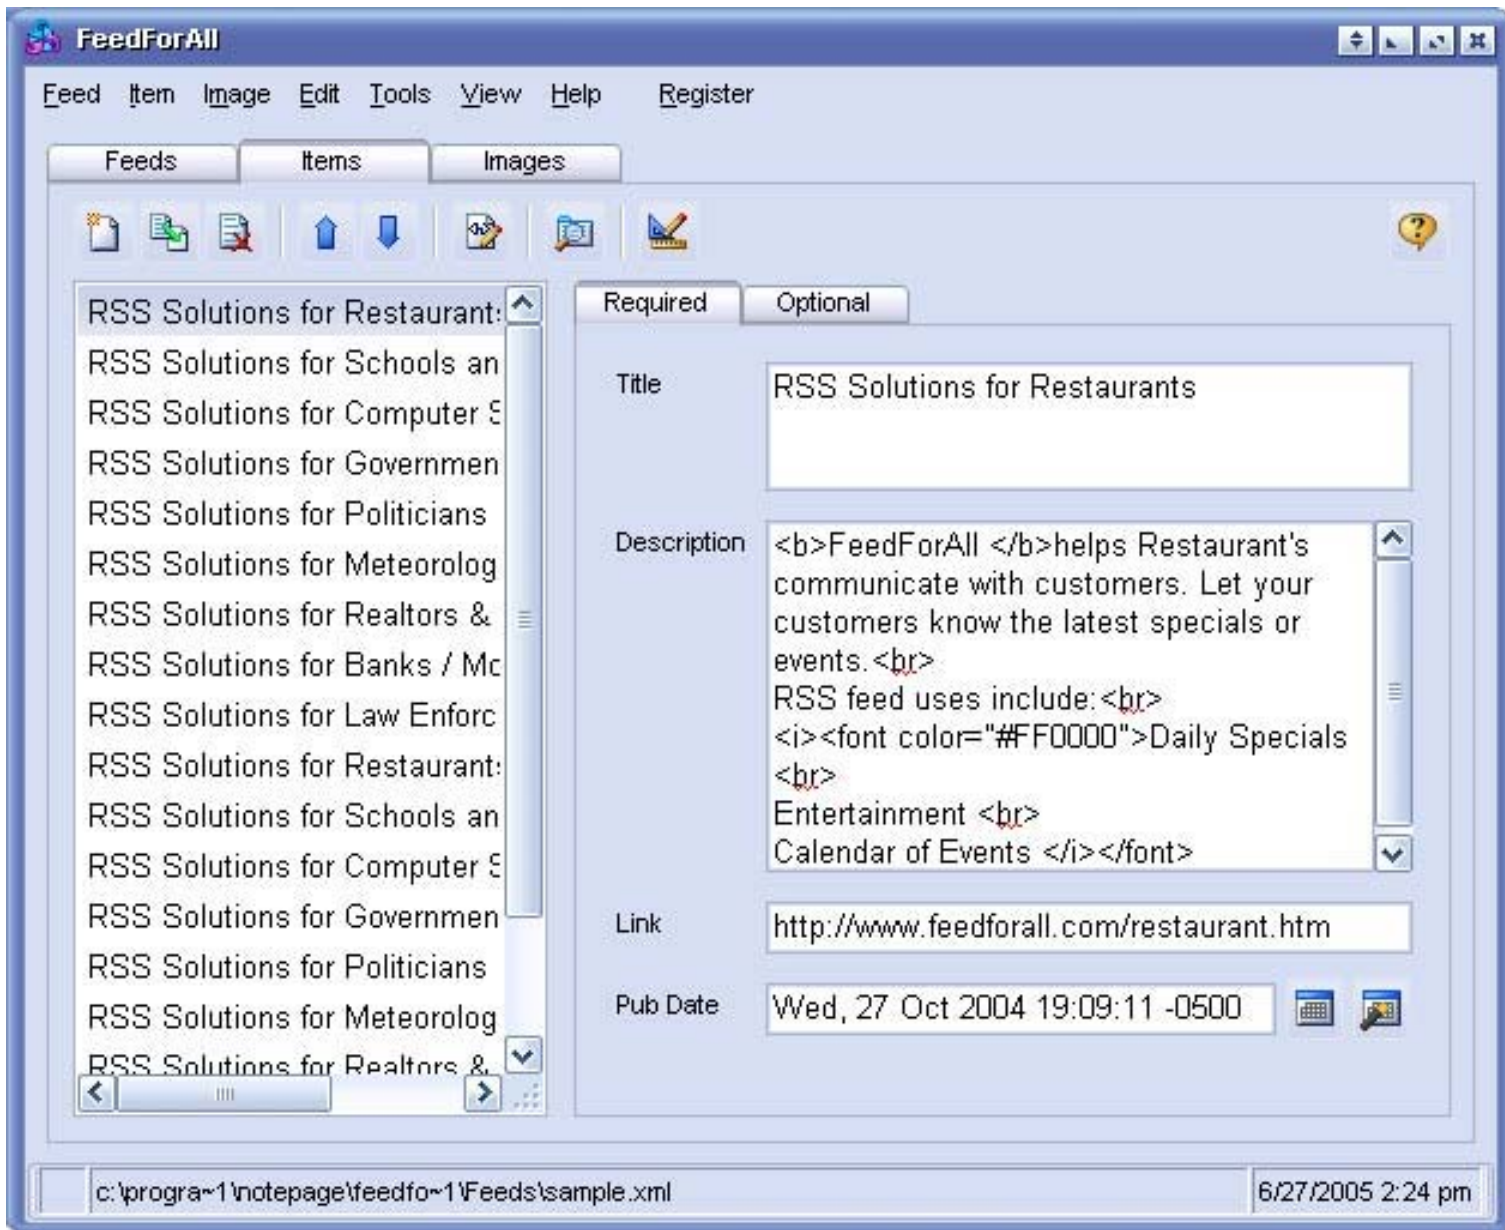 FeedForAll
Feed Item Image Edit Tools View Help Register
Feeds Items Images
RSS Solutions for Restaurants
RSS Solutions for Schools an
RSS Solutions for Computer S
RSS Solutions for Governmen
RSS Solutions for Politicians
RSS Solutions for Meteorolog
RSS Solutions for Realtors &
RSS Solutions for Banks / Mo
RSS Solutions for Law Enforc
RSS Solutions for Restaurants
RSS Solutions for Schools an
RSS Solutions for Computer S
RSS Solutions for Governmen
RSS Solutions for Politicians
RSS Solutions for Meteorolog
RSS Solutions for Realtors &
Required Optional
Title
RSS Solutions for Restaurants
Description
<b>FeedForAll </b>helps Restaurant's
communicate with customers. Let your
customers know the latest specials or
events.<br>
RSS feed uses include:<br>
<i><font color="#FF0000">Daily Specials
<br>
Entertainment <br>
Calendar of Events </i></font>
Link
http://www.feedforall.com/restaurant.htm
Pub Date
Wed, 27 Oct 2004 19:09:11 -0500
c:\progra~1\notepage\feedfo~1\Feeds\sample.xml
6/27/2005 2:24 pm